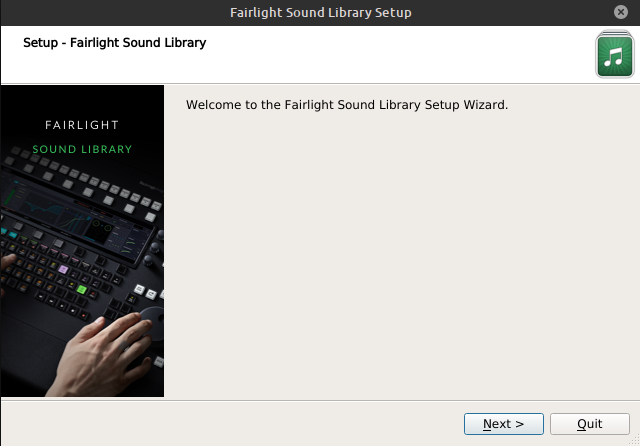 Fairlight Sound Library Setup
Setup - Fairlight Sound Library
Welcome to the Fairlight Sound Library Setup Wizard.
FAIRLIGHT
SOUND LIBRARY
Next >
Quit